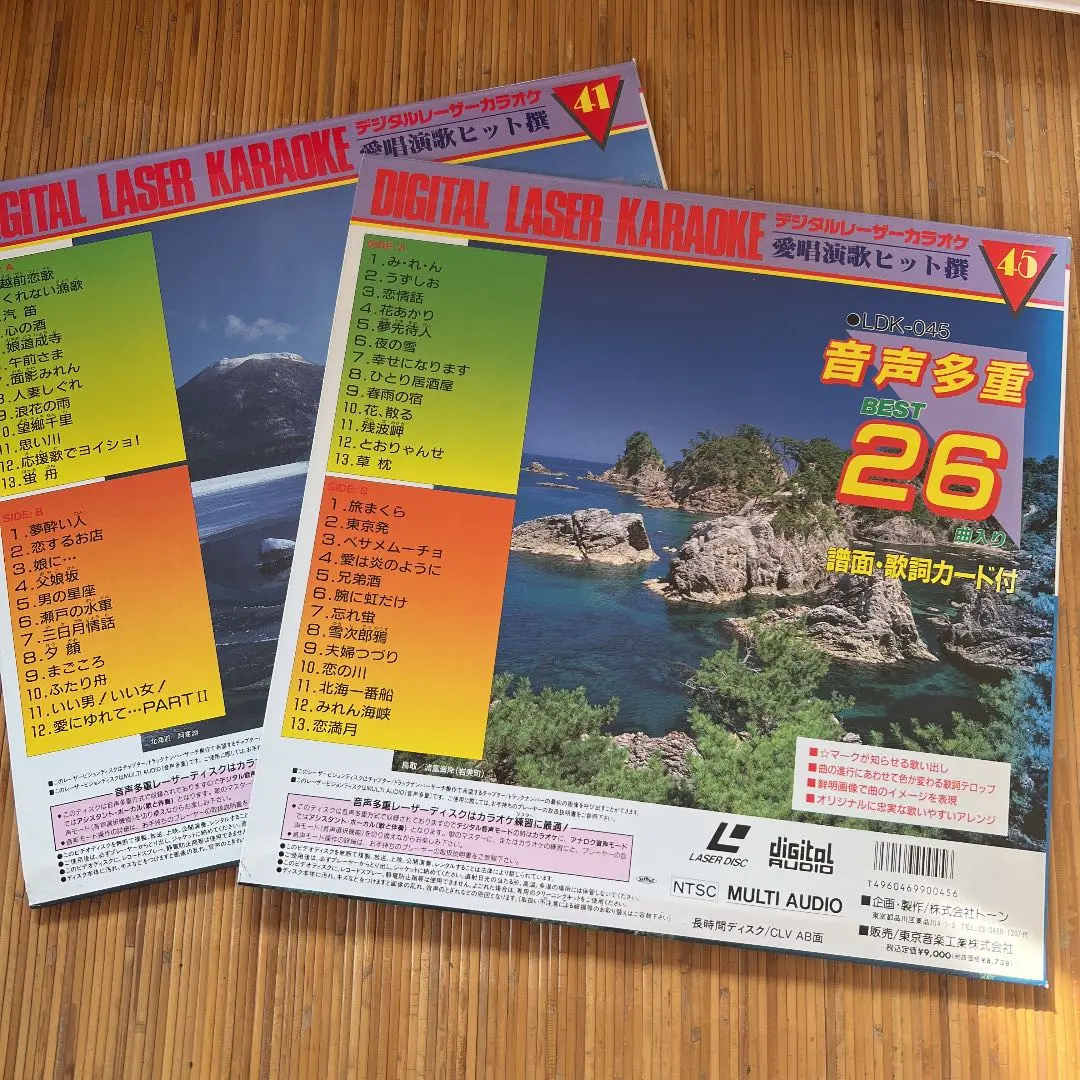 DIGITAL LASER KARAOKE
デジタルレーザーカラオケ
愛唱演歌ヒット撰
41
越前恋歌
くれない漁歌
汽笛
心の酒
娘道成寺
午前さま
面影みれん
人妻しぐれ
9.浪花の雨
10.望郷千里
11.思い川
12.応援歌でヨイショ!
13.蛍舟
SIDE: B
1.夢酔い人
2.恋するお店
3.娘に…
4.父娘坂
5.男の星座
6.瀬戸の水軍
7.三日月情話
8.夕顔
9.まごころ
10.ふたり舟
11.いい男!いい女!
12.愛にゆれて…PARTⅡ
DIGITAL LASER KARAOKE
デジタルレーザーカラオケ
愛唱演歌ヒット撰
45
SIDE: A
1.み・れ・ん
2.うずしお
3.恋情話
4.花あかり
5.夢先待人
6.夜の雪
7.幸せになります
8.ひとり居酒屋
9.春雨の宿
10.花、散る
11.残波岬
12.とおりゃんせ
13.草枕
SIDE: B
1.旅まくら
2.東京発
3.ベサメムーチョ
4.愛は炎のように
5.兄弟酒
6.腕に虹だけ
7.忘れ蛍
8.雪次郎鴉
9.夫婦つづり
10.恋の川
11.北海一番船
12.みれん海峡
13.恋満月
●LDK-045
音声多重
BEST
26
曲入り
譜面・歌詞カード付
■☆マークが知らせる歌い出し
■曲の進行にあわせて色が変わる歌詞テロップ
■鮮明画像で曲のイメージを表現
■オリジナルに忠実な歌いやすいアレンジ
音声多重レーザーディスクはカラオケ練習に最適!
LASER DISC
digital AUDIO
NTSC
MULTI AUDIO
長時間ディスク/CLV AB面
T4960469900456
■企画・製作/株式会社トーン
■販売/東京音楽工業株式会社
税込定価¥9,000(税抜価格¥8,738)